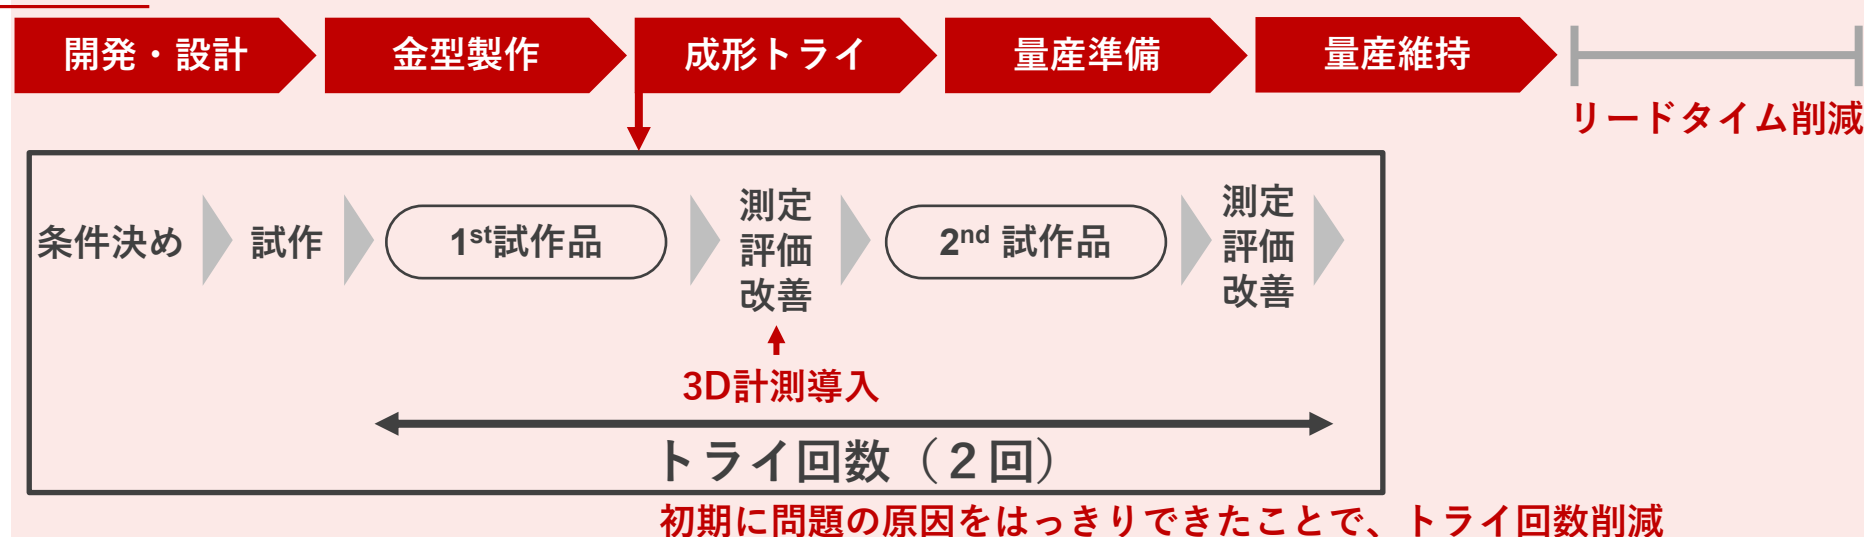 開発・設計
金型製作
成形トライ
量産準備
量産維持
リードタイム削減
条件決め
試作
1st試作品
測定
評価
改善
2nd 試作品
測定
評価
改善
3D計測導入
トライ回数（２回）
初期に問題の原因をはっきりできたことで、トライ回数削減